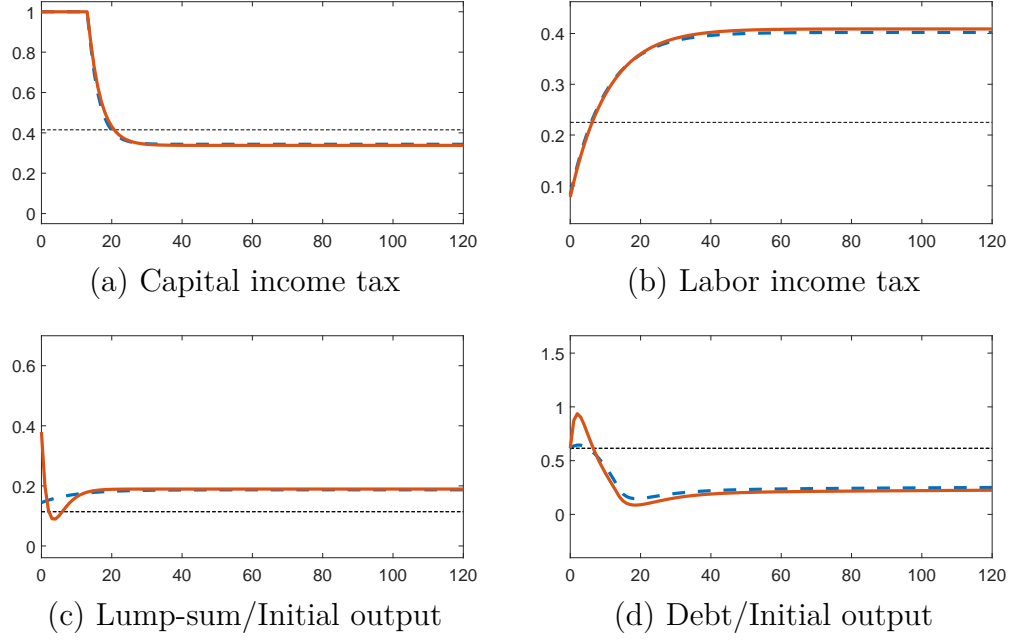 1
0.8
0.6
0.4
0.2
0
0 20 40 60 80 100 120
(a) Capital income tax
0.4
0.3
0.2
0.1
0 20 40 60 80 100 120
(b) Labor income tax
0.6
0.4
0.2
0
0 20 40 60 80 100 120
(c) Lump-sum/Initial output
1.5
1
0.5
0
0 20 40 60 80 100 120
(d) Debt/Initial output